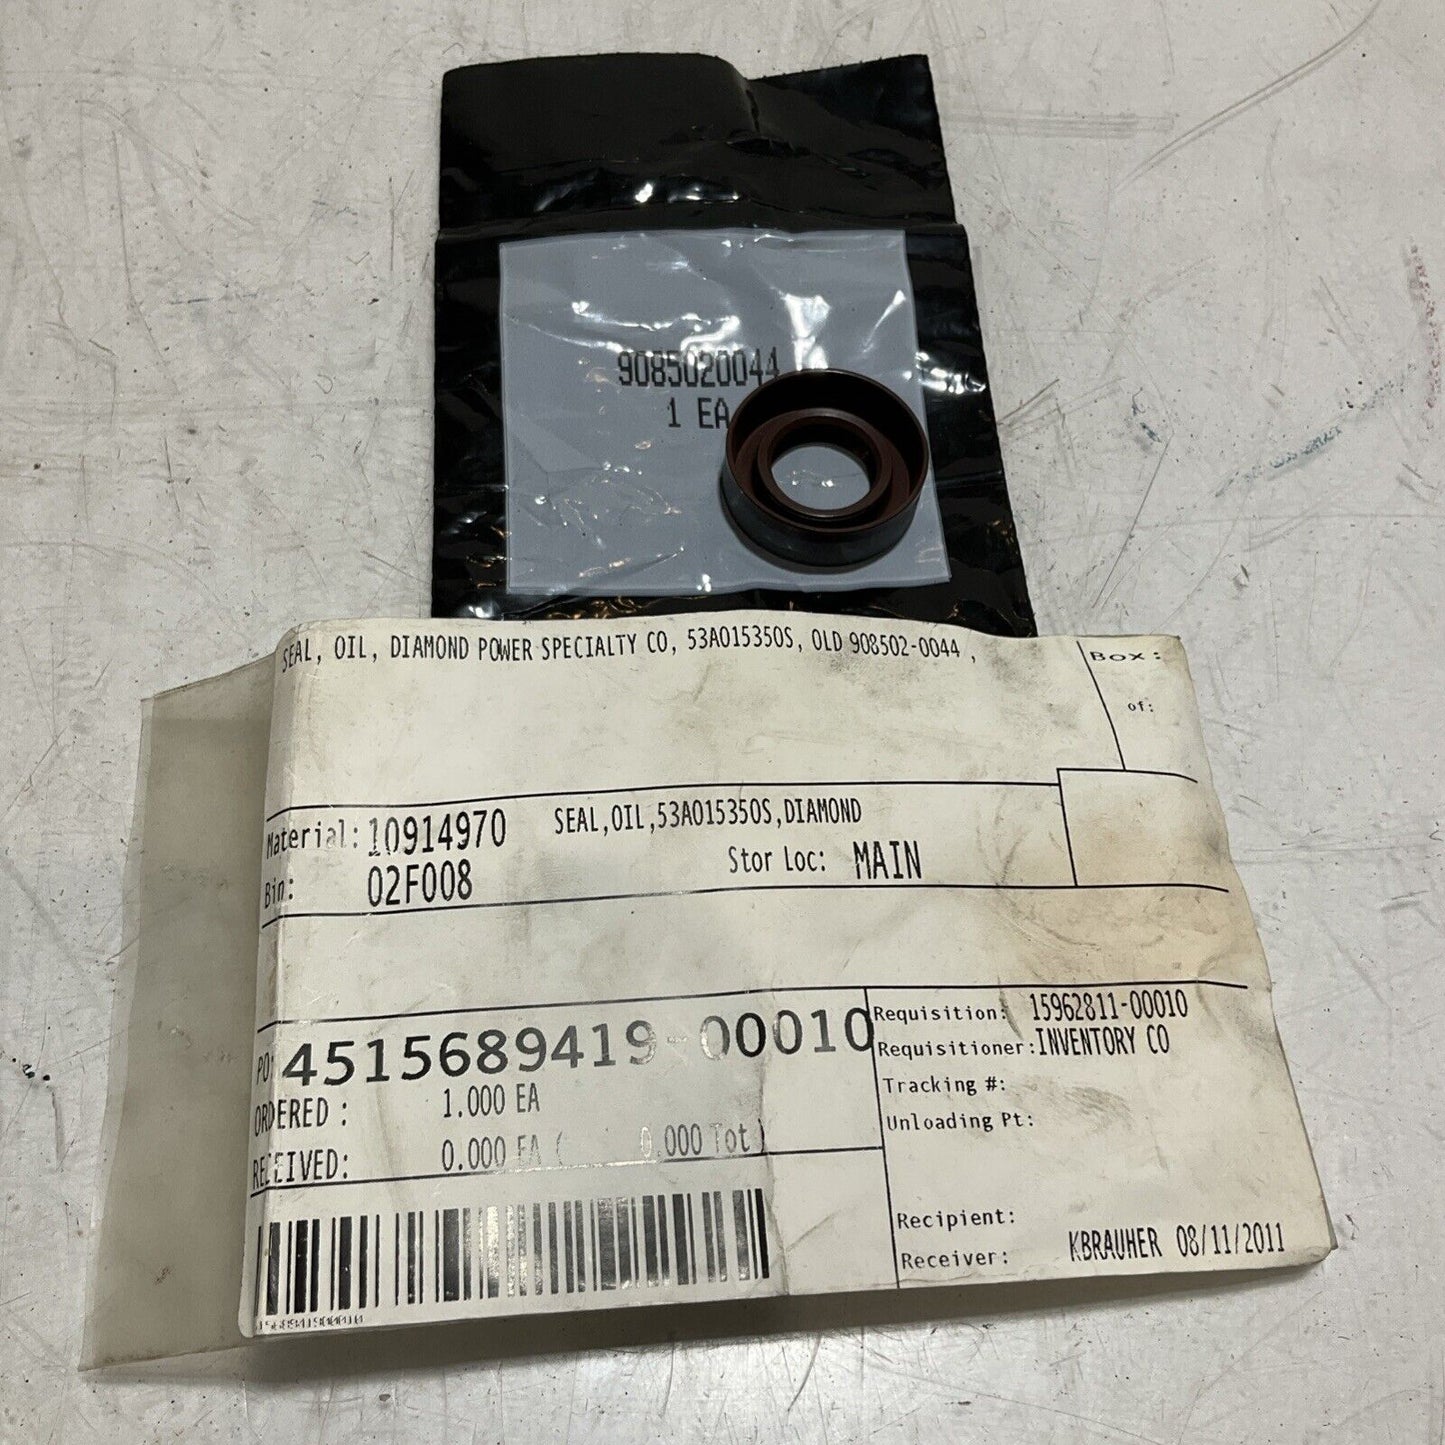 9085020044
1 EA
SEAL, OIL, DIAMOND POWER SPECIALTY CO, 53A015350S, OLD 908502-0044 ,
BOX:
of:
Material: 10914970 SEAL,OIL,53A015350S,DIAMOND
Bin: 02F008 Stor Loc: MAIN
PO: 4515689419-00010
ORDERED: 1.000 EA
RECEIVED: 0.000 EA ( 0.000 Tot)
Requisition: 15962811-00010
Requisitioner: INVENTORY CO
Tracking #:
Unloading Pt:
Recipient:
Receiver: KBRAUHER 08/11/2011